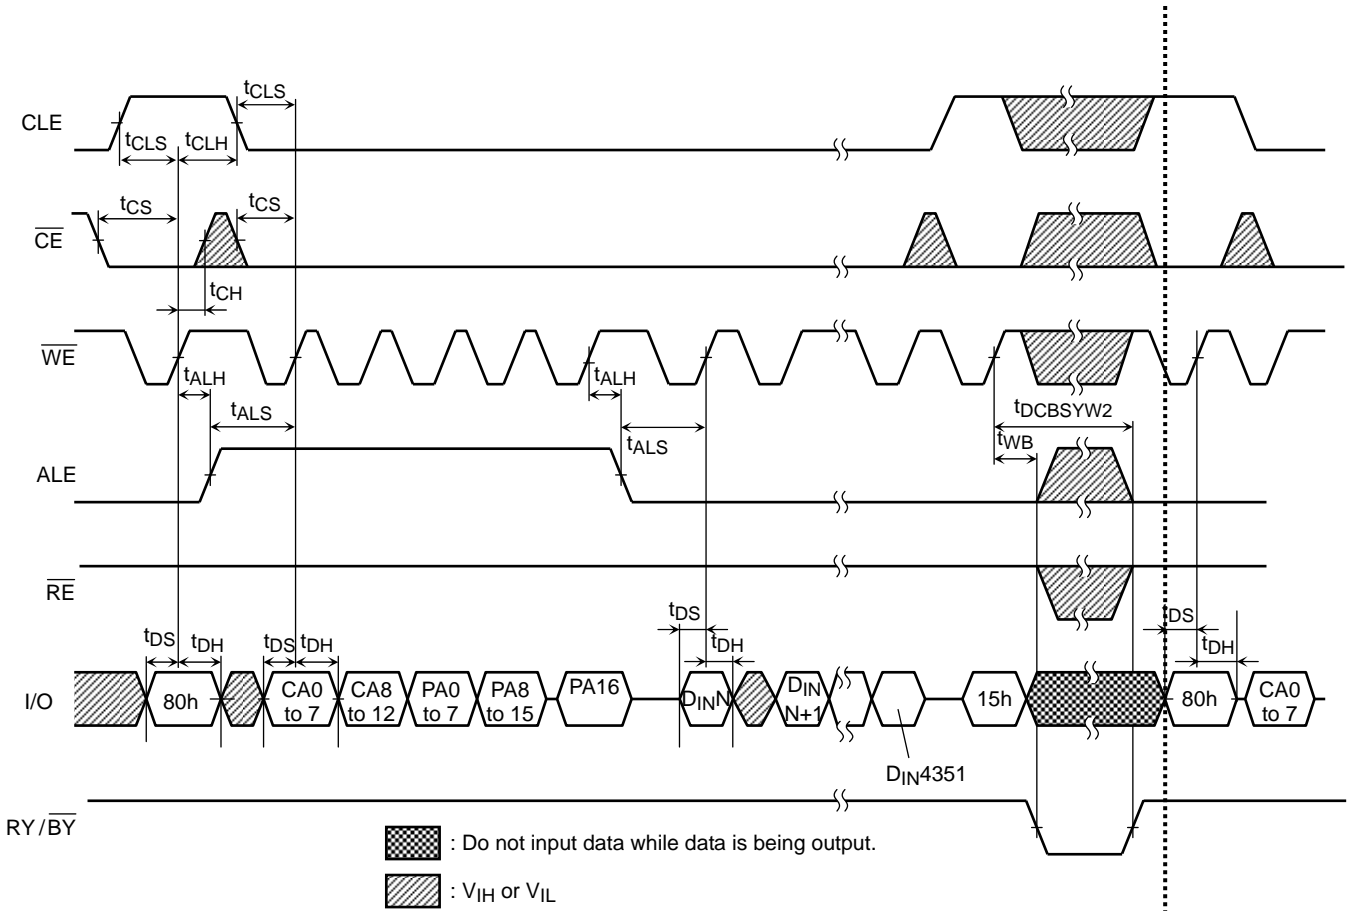 tCLS
CLE
tCLS
tCLH
tCS
tCS
CE
tCH
WE
tALH
tALH
tALS
tDCBSYW2
tALS
tWB
ALE
RE
tDS
tDH
tDS
tDH
tDS
tDH
tDS
tDH
I/O
80h
CA0
to 7
CA8
to 12
PA0
to 7
PA8
to 15
PA16
DINN
DIN
N+1
15h
80h
CA0
to 7
DIN4351
RY/BY
: Do not input data while data is being output.
: VIH or VIL